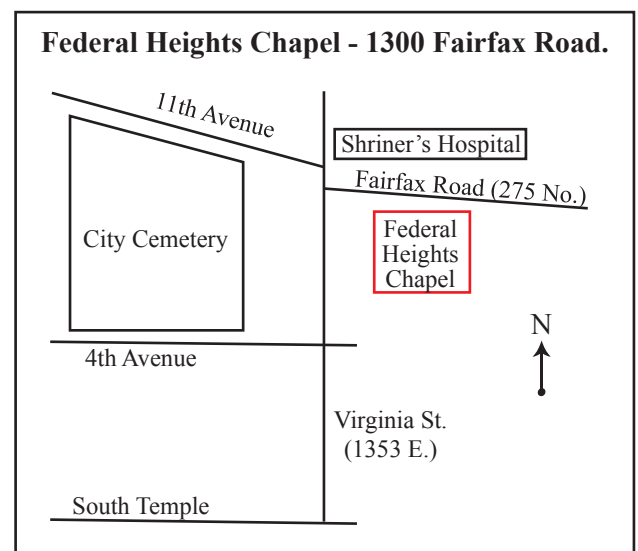 Federal Heights Chapel - 1300 Fairfax Road.
11th Avenue
Shriner's Hospital
Fairfax Road (275 No.)
City Cemetery
Federal
Heights
Chapel
N
4th Avenue
Virginia St.
(1353 E.)
South Temple